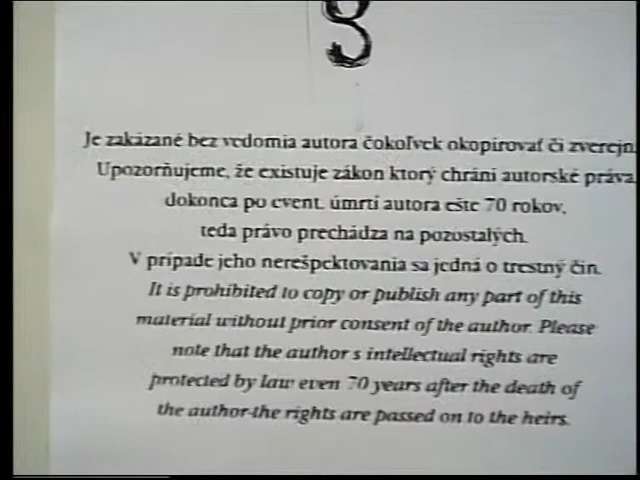 8
Je zakázané bez vedomia autora čokoľvek okopírovať či zverejn
Upozorňujeme, že existuje zákon ktorý chráni autorské práva
dokonca po event. úmrtí autora ešte 70 rokov,
teda právo prechádza na pozostalých.
V prípade jeho nerešpektovania sa jedná o trestný čin.
It is prohibited to copy or publish any part of this
material without prior consent of the author. Please
note that the author s intellectual rights are
protected by law even 70 years after the death of
the author-the rights are passed on to the heirs.